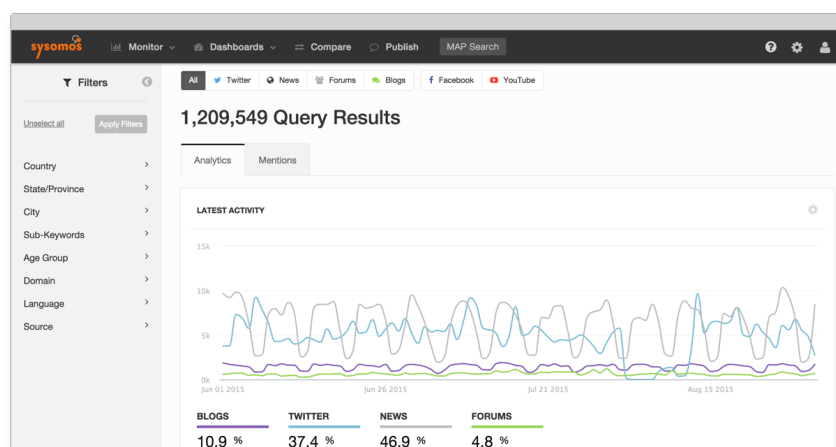 sysomos Monitor Dashboards Compare Publish MAP Search
Filters
Unselect all Apply Filters
Country
State/Province
City
Sub-Keywords
Age Group
Domain
Language
Source
All Twitter News Forums Blogs Facebook YouTube
1,209,549 Query Results
Analytics Mentions
LATEST ACTIVITY
15k
10k
5k
0k
Jun 01 2015 Jun 26 2015 Jul 21 2015 Aug 15 2015
BLOGS TWITTER NEWS FORUMS
10.9 % 37.4 % 46.9 % 4.8 %